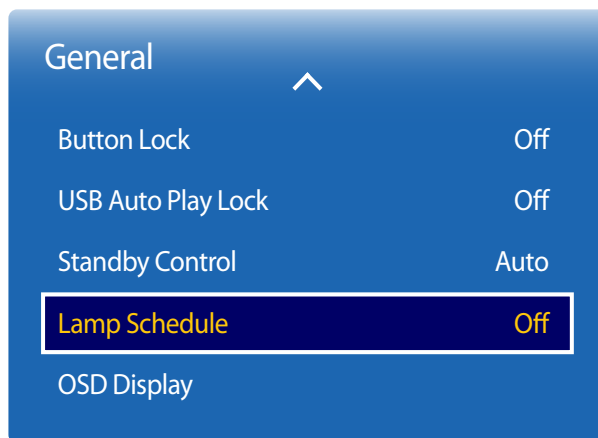 General
Button Lock Off
USB Auto Play Lock Off
Standby Control Auto
Lamp Schedule Off
OSD Display